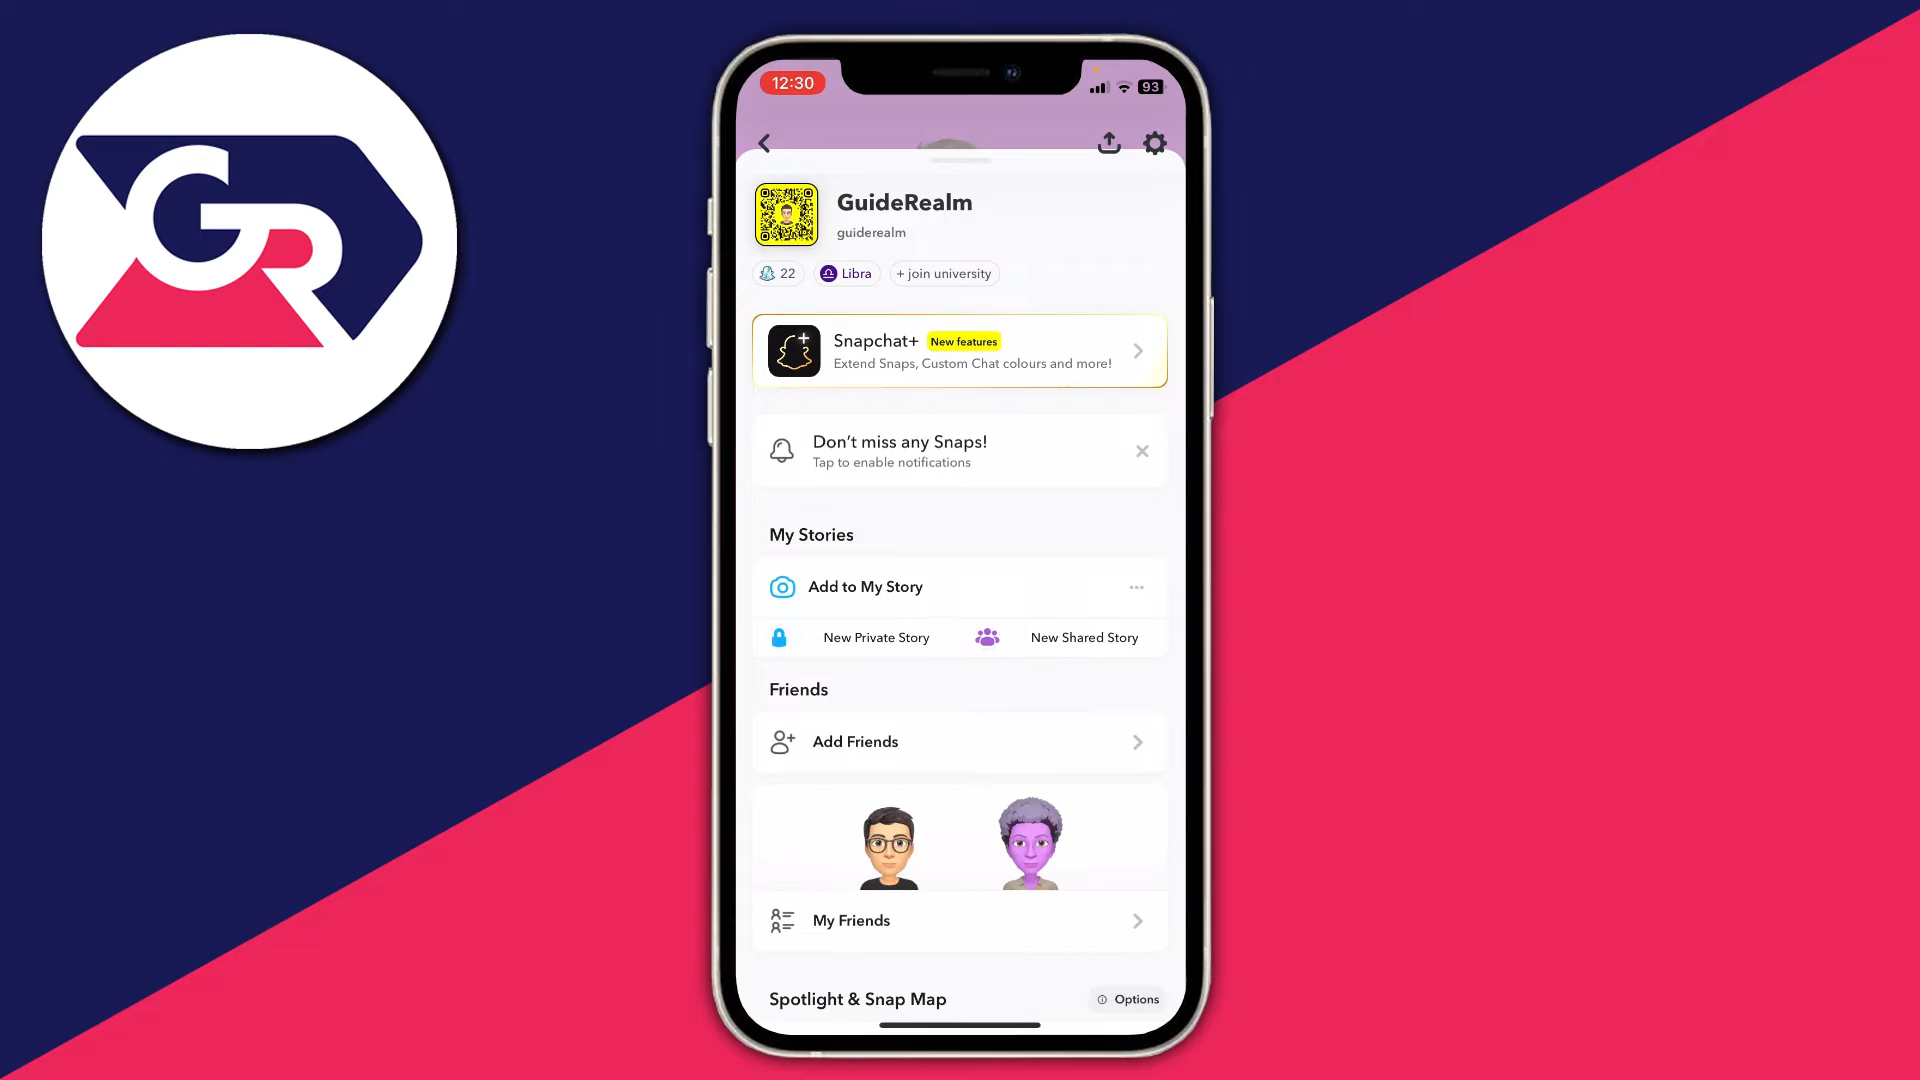 GR
12:30
93
GuideRealm
guiderealm
22
Libra
+ join university
Snapchat+ New features
Extend Snaps, Custom Chat colours and more!
Don’t miss any Snaps!
Tap to enable notifications
My Stories
Add to My Story
New Private Story
New Shared Story
Friends
Add Friends
My Friends
Spotlight & Snap Map
Options